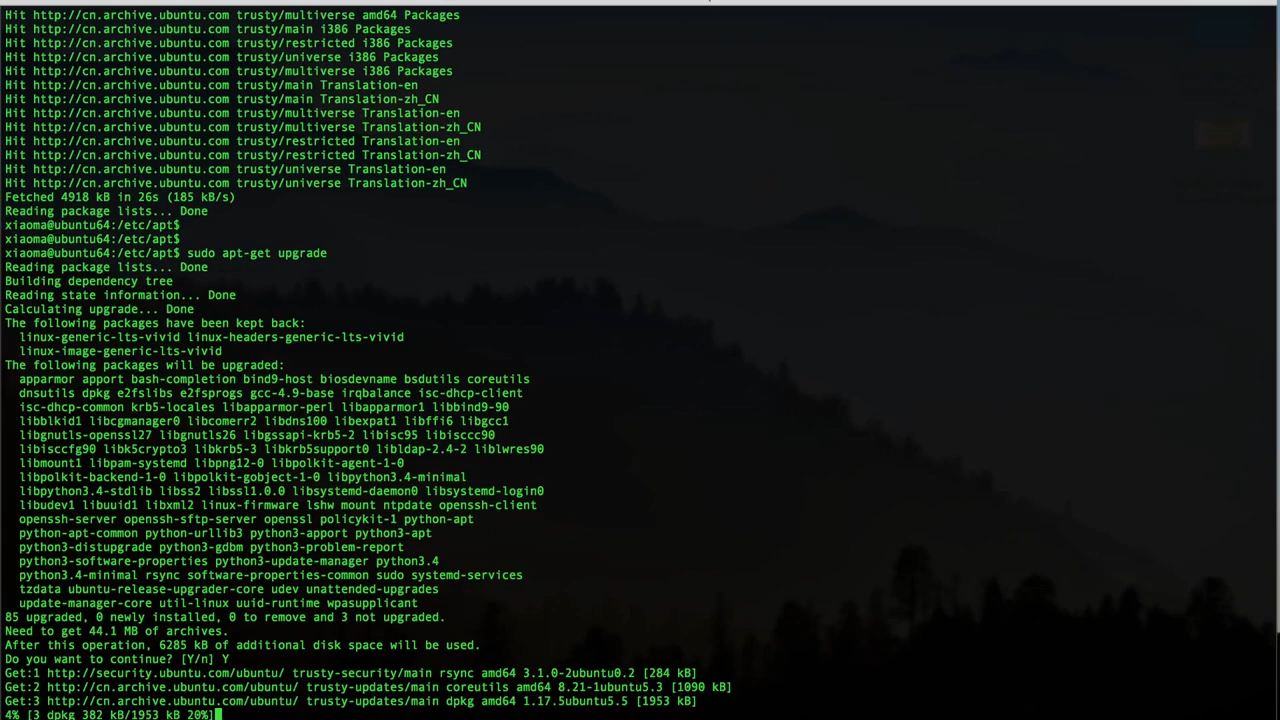 Hit http://cn.archive.ubuntu.com trusty/multiverse amd64 Packages
Hit http://cn.archive.ubuntu.com trusty/main i386 Packages
Hit http://cn.archive.ubuntu.com trusty/restricted i386 Packages
Hit http://cn.archive.ubuntu.com trusty/universe i386 Packages
Hit http://cn.archive.ubuntu.com trusty/multiverse i386 Packages
Hit http://cn.archive.ubuntu.com trusty/main Translation-en
Hit http://cn.archive.ubuntu.com trusty/main Translation-zh_CN
Hit http://cn.archive.ubuntu.com trusty/multiverse Translation-en
Hit http://cn.archive.ubuntu.com trusty/multiverse Translation-zh_CN
Hit http://cn.archive.ubuntu.com trusty/restricted Translation-en
Hit http://cn.archive.ubuntu.com trusty/restricted Translation-zh_CN
Hit http://cn.archive.ubuntu.com trusty/universe Translation-en
Hit http://cn.archive.ubuntu.com trusty/universe Translation-zh_CN
Fetched 4918 kB in 26s (185 kB/s)
Reading package lists... Done
xiaoma@ubuntu64:/etc/apt$
xiaoma@ubuntu64:/etc/apt$
xiaoma@ubuntu64:/etc/apt$ sudo apt-get upgrade
Reading package lists... Done
Building dependency tree
Reading state information... Done
Calculating upgrade... Done
The following packages have been kept back:
linux-generic-lts-vivid linux-headers-generic-lts-vivid
linux-image-generic-lts-vivid
The following packages will be upgraded:
apparmor apport bash-completion bind9-host biosdevname bsdutils coreutils
dnsutils dpkg e2fslibs e2fsprogs gcc-4.9-base irqbalance isc-dhcp-client
isc-dhcp-common krb5-locales libapparmor-perl libapparmor1 libbind9-90
libblkid1 libcgmanager0 libcomerr2 libdns100 libexpat1 libffi6 libgcc1
libgnutls-openssl27 libgnutls26 libgssapi-krb5-2 libisc95 libisccc90
libisccfg90 libk5crypto3 libkrb5-3 libkrb5support0 libldap-2.4-2 liblwres90
libmount1 libpam-systemd libpng12-0 libpolkit-agent-1-0
libpolkit-backend-1-0 libpolkit-gobject-1-0 libpython3.4-minimal
libpython3.4-stdlib libss2 libssl1.0.0 libsystemd-daemon0 libsystemd-login0
libudev1 libuuid1 libxml2 linux-firmware lshw mount ntpdate openssh-client
openssh-server openssh-sftp-server openssl policykit-1 python-apt
python-apt-common python-urllib3 python3-apport python3-apt
python3-distupgrade python3-gdbm python3-problem-report
python3-software-properties python3-update-manager python3.4
python3.4-minimal rsync software-properties-common sudo systemd-services
tzdata ubuntu-release-upgrader-core udev unattended-upgrades
update-manager-core util-linux uuid-runtime wpasupplicant
85 upgraded, 0 newly installed, 0 to remove and 3 not upgraded.
Need to get 44.1 MB of archives.
After this operation, 6285 kB of additional disk space will be used.
Do you want to continue? [Y/n] Y
Get:1 http://security.ubuntu.com/ubuntu/ trusty-security/main rsync amd64 3.1.0-2ubuntu0.2 [284 kB]
Get:2 http://cn.archive.ubuntu.com/ubuntu/ trusty-updates/main coreutils amd64 8.21-1ubuntu5.3 [1090 kB]
Get:3 http://cn.archive.ubuntu.com/ubuntu/ trusty-updates/main dpkg amd64 1.17.5ubuntu5.5 [1953 kB]
4% [3 dpkg 382 kB/1953 kB 20%]